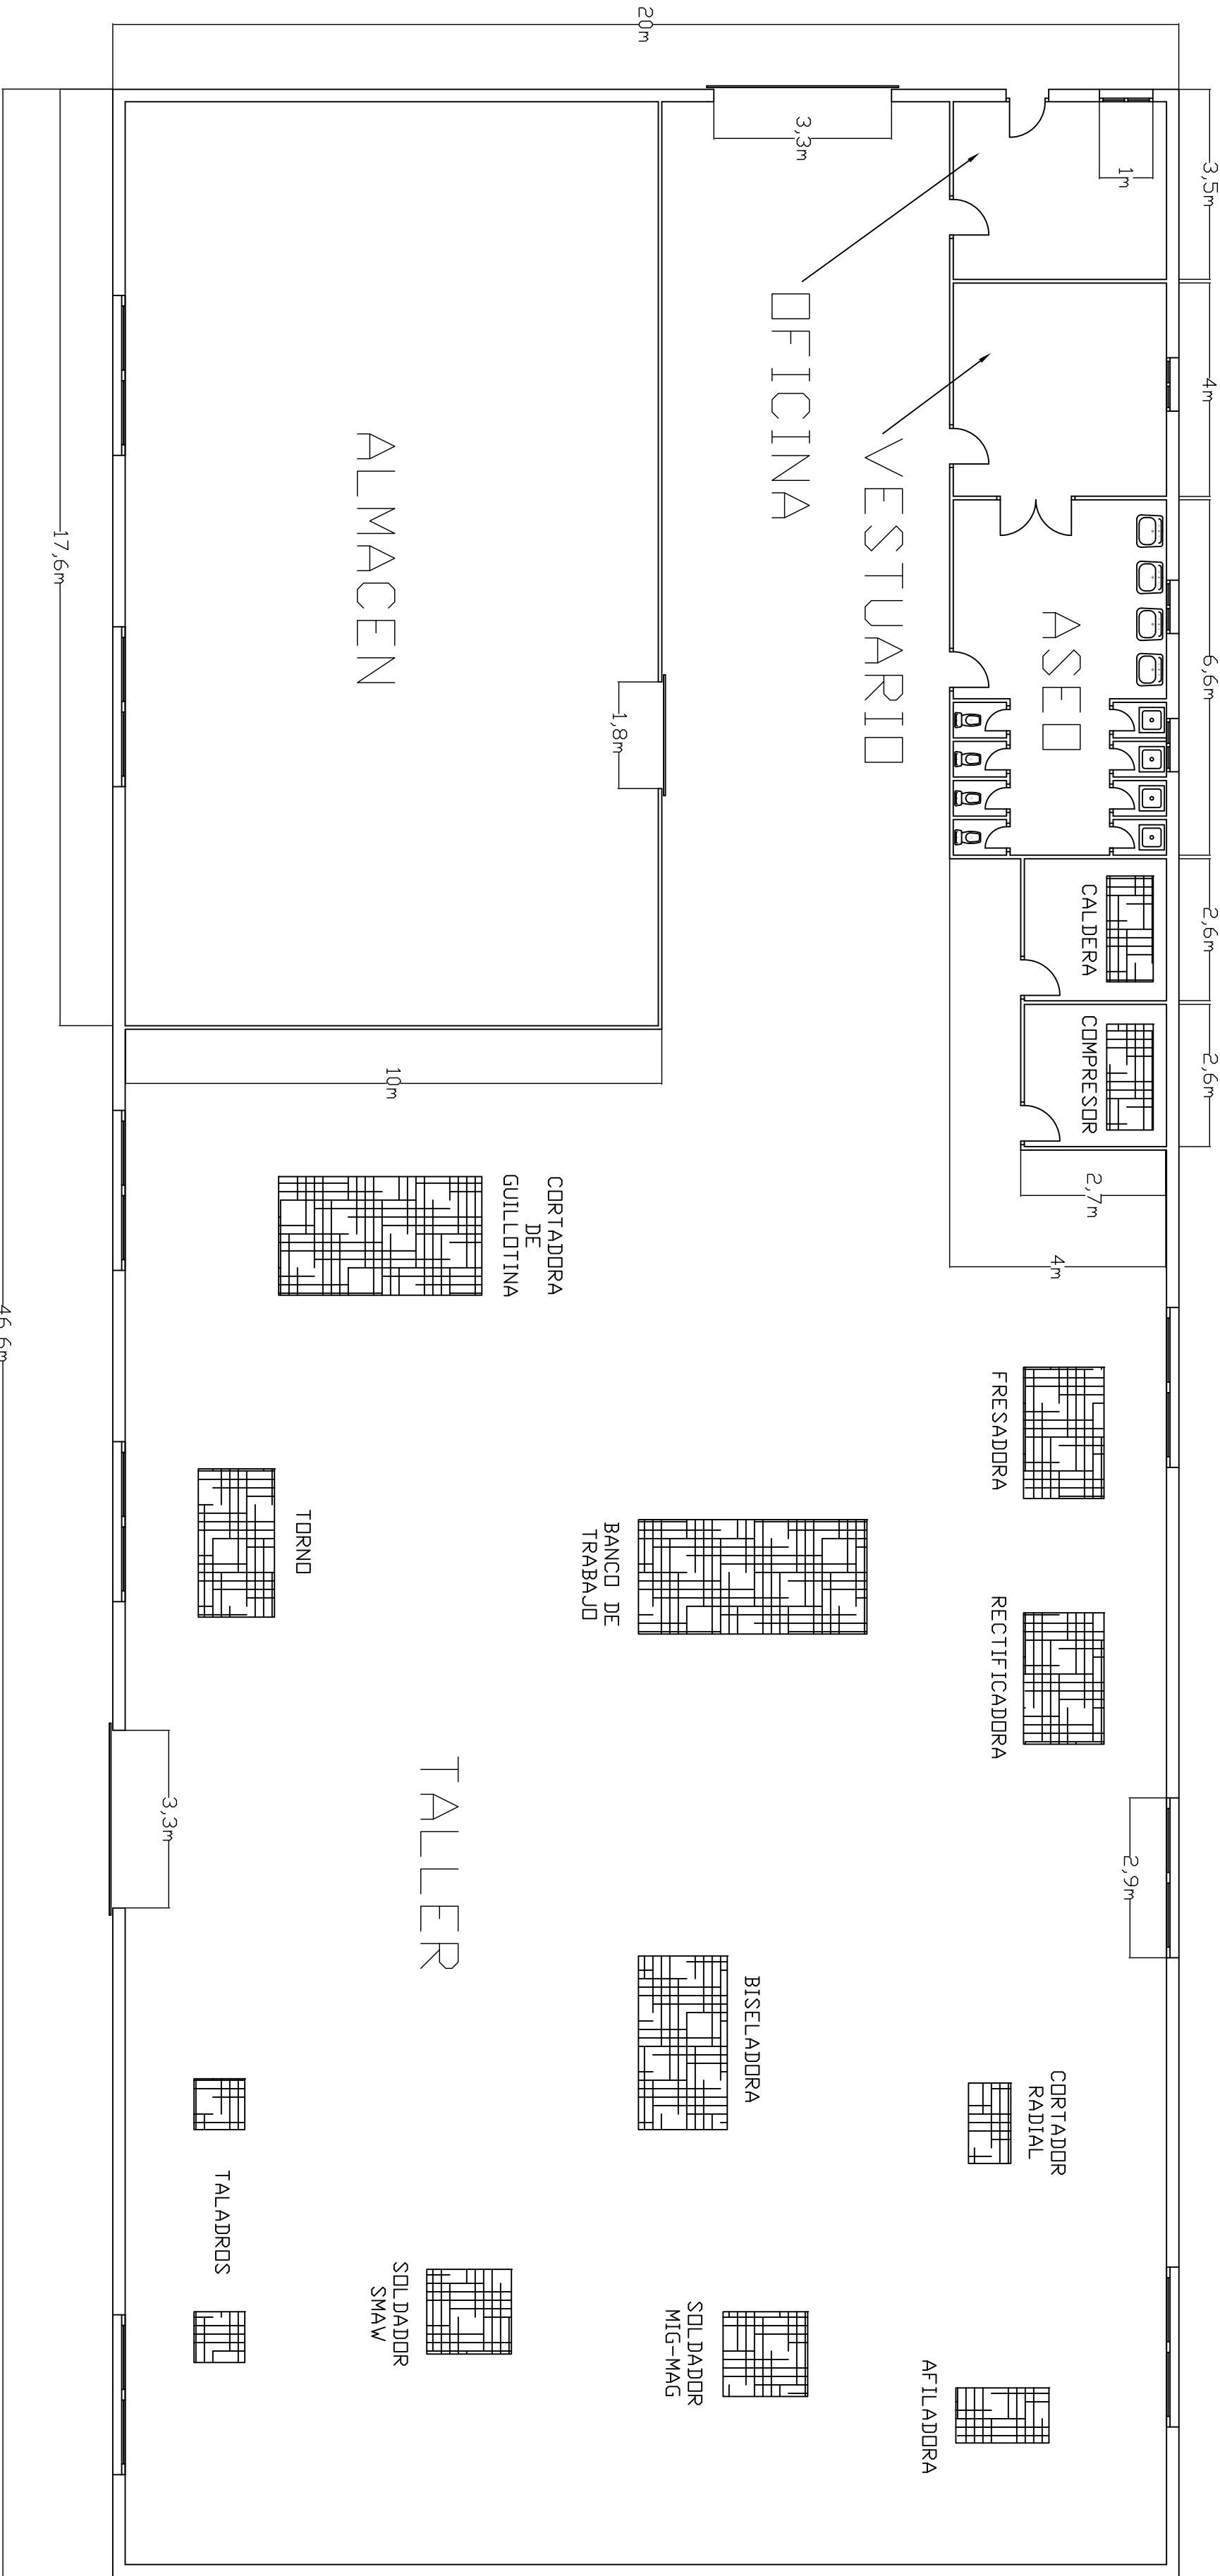 20m
3,5m
4m
6,6m
2,6m
2,6m
1m
3,3m
OFICINA
VESTUARIO
ASEO
CALDERA
COMPRESOR
2,7m
4m
1,8m
ALMACEN
17,6m
10m
46,6m
CORTADORA
DE
GUILLOTINA
FRESADORA
RECTIFICADORA
BANCO DE
TRABAJO
TORNO
3,3m
2,9m
TALLER
BISELADORA
CORTADOR
RADIAL
TALADROS
SOLDADOR
SMAW
SOLDADOR
MIG-MAG
AFILADORA